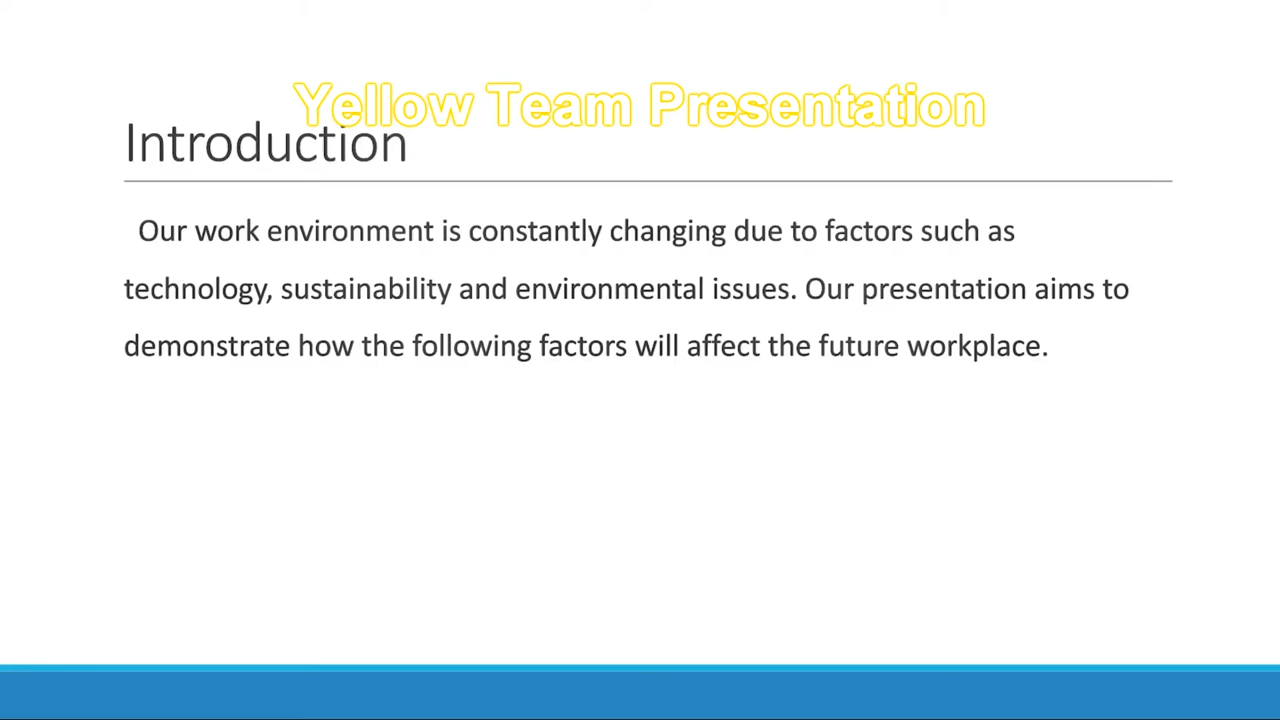 Yellow Team Presentation
Introduction
Our work environment is constantly changing due to factors such as
technology, sustainability and environmental issues. Our presentation aims to
demonstrate how the following factors will affect the future workplace.